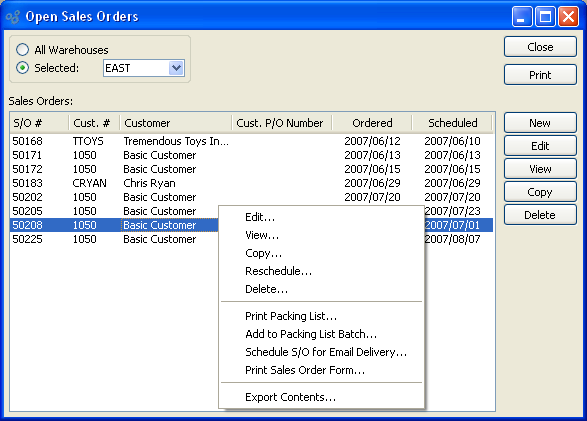 Open Sales Orders
All Warehouses
Selected: EAST
Close
Print
Sales Orders:
S/O # Cust. # Customer Cust. P/O Number Ordered Scheduled
50168 TTOYS Tremendous Toys In... 2007/06/12 2007/06/10
50171 1050 Basic Customer 2007/06/13 2007/06/13
50172 1050 Basic Customer 2007/06/15 2007/06/15
50183 CRYAN Chris Ryan 2007/06/29 2007/06/29
50202 1050 Basic Customer 2007/07/20 2007/07/20
50205 1050 Basic Customer 2007/07/23
50208 1050 Basic Customer 2007/07/01
50225 1050 Basic Customer 2007/08/07
New
Edit
View
Copy
Delete
Edit...
View...
Copy...
Reschedule...
Delete...
Print Packing List...
Add to Packing List Batch...
Schedule S/O for Email Delivery...
Print Sales Order Form...
Export Contents...